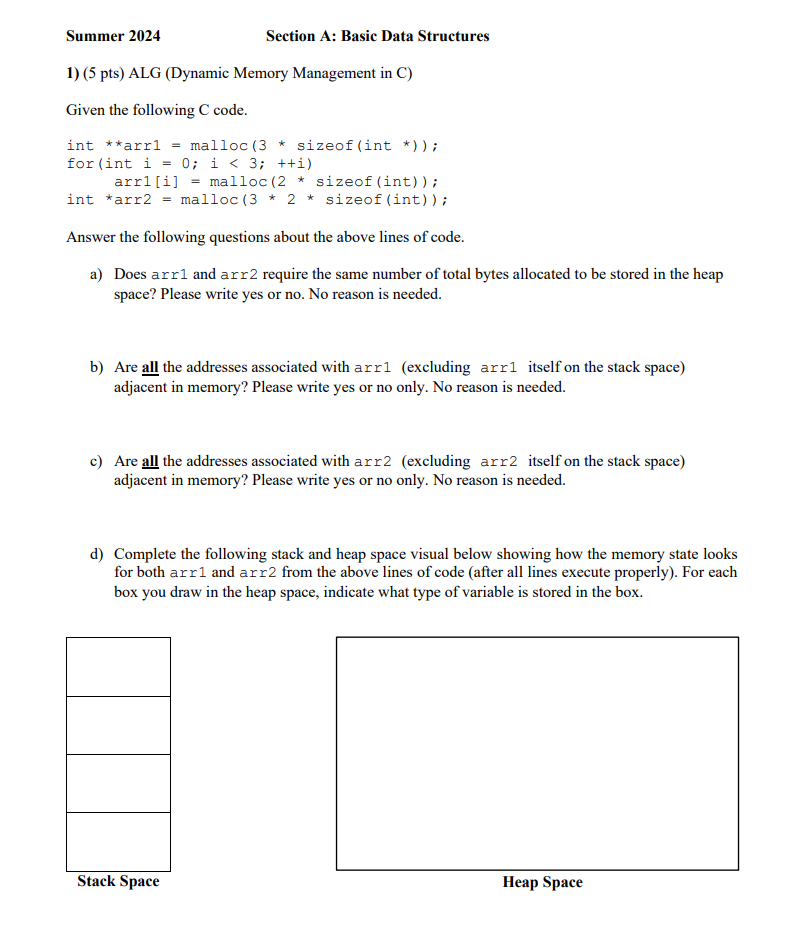 Summer 2024 Section A: Basic Data Structures
1) (5 pts) ALG (Dynamic Memory Management in C)
Given the following C code.
int **arr1 = malloc(3 * sizeof(int *));
for(int i = 0; i < 3; ++i)
arr1[i] = malloc(2 * sizeof(int));
int *arr2 = malloc(3 * 2 * sizeof(int));
Answer the following questions about the above lines of code.
a) Does arr1 and arr2 require the same number of total bytes allocated to be stored in the heap
space? Please write yes or no. No reason is needed.
b) Are all the addresses associated with arr1 (excluding arr1 itself on the stack space)
adjacent in memory? Please write yes or no only. No reason is needed.
c) Are all the addresses associated with arr2 (excluding arr2 itself on the stack space)
adjacent in memory? Please write yes or no only. No reason is needed.
d) Complete the following stack and heap space visual below showing how the memory state looks
for both arr1 and arr2 from the above lines of code (after all lines execute properly). For each
box you draw in the heap space, indicate what type of variable is stored in the box.
Stack Space Heap Space